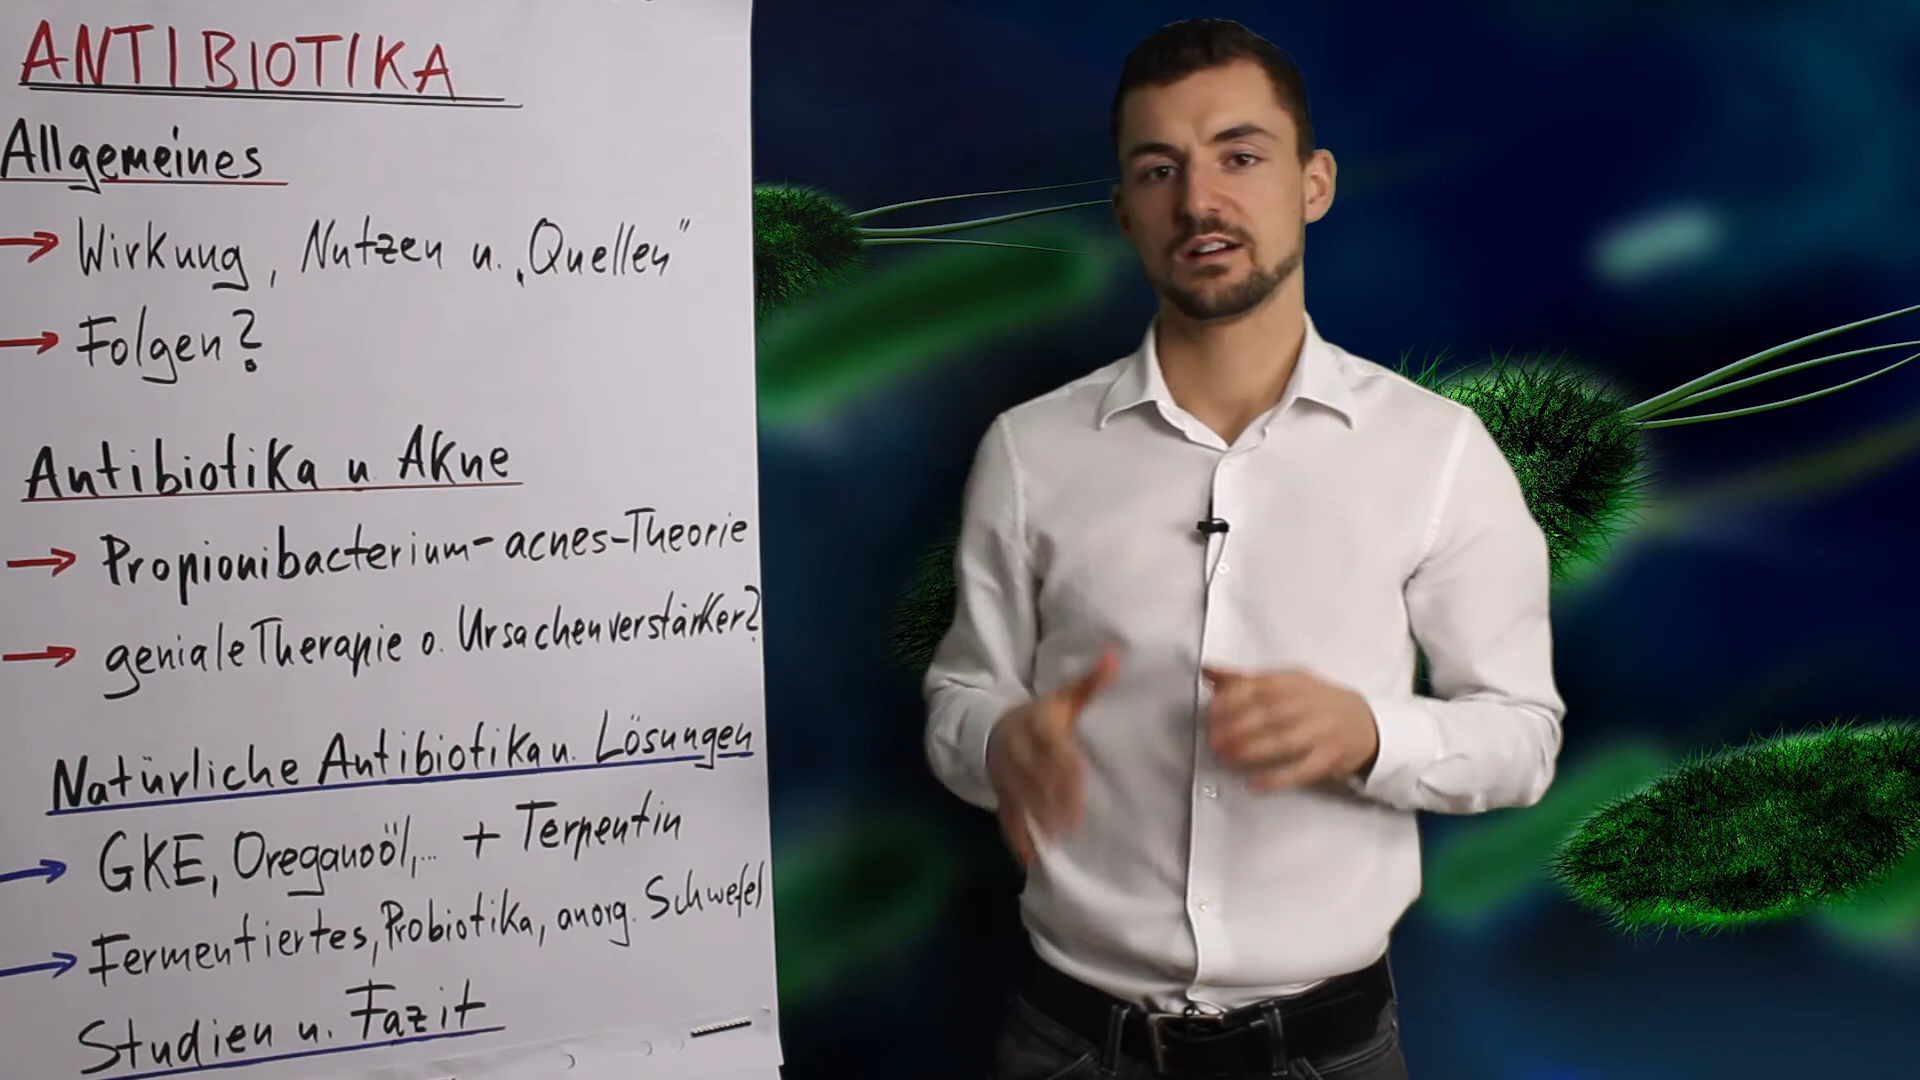 ANTIBIOTIKA
Allgemeines
→ Wirkung, Nutzen u. „Quellen"
→ Folgen?
Antibiotika u. Akne
→ Propionibacterium-acnes-Theorie
→ geniale Therapie o. Ursachenverstärker?
Natürliche Antibiotika u. Lösungen
→ GKE, Oreganoöl,... + Terpentin
→ Fermentiertes, Probiotika, anorg. Schwefel
Studien u. Fazit